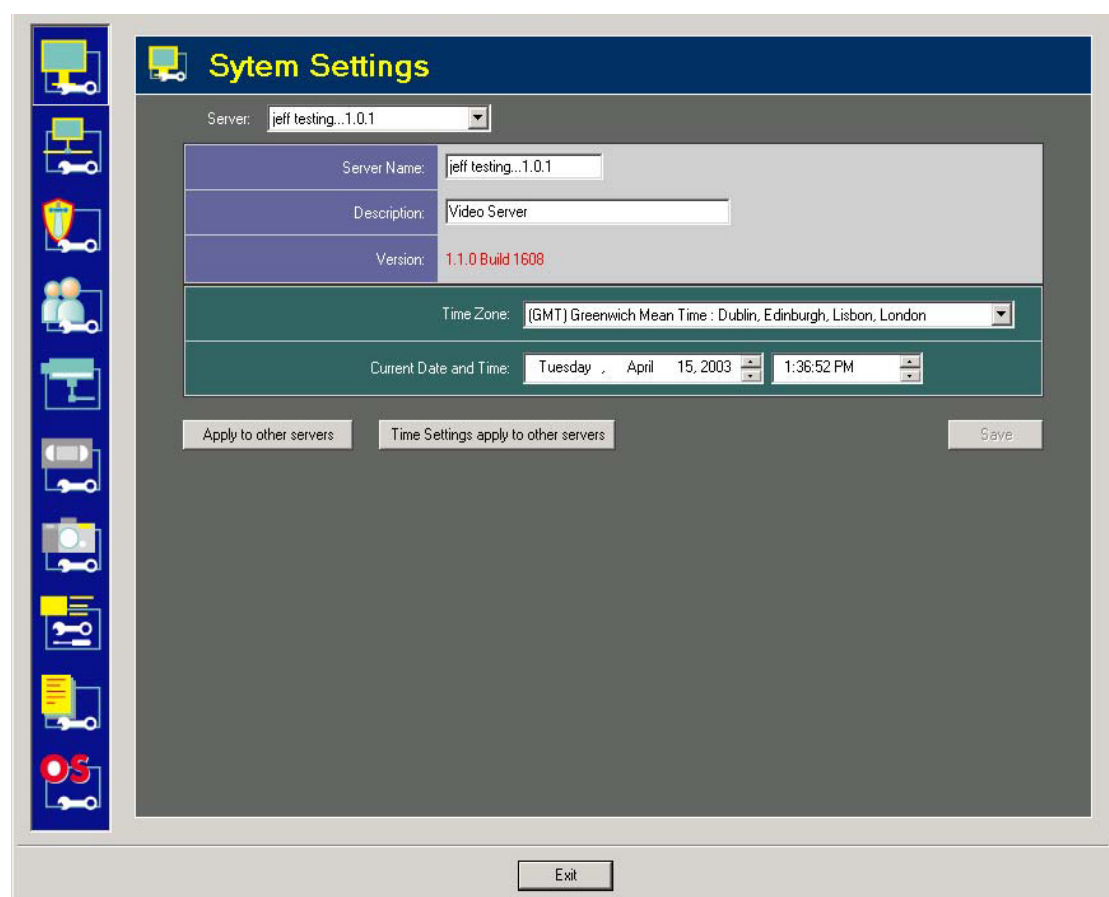 Sytem Settings
Server: jeff testing...1.0.1
Server Name: jeff testing...1.0.1
Description: Video Server
Version: 1.1.0 Build 1608
Time Zone: (GMT) Greenwich Mean Time : Dublin, Edinburgh, Lisbon, London
Current Date and Time: Tuesday , April 15, 2003 1:36:52 PM
Apply to other servers Time Settings apply to other servers Save
OS
Exit